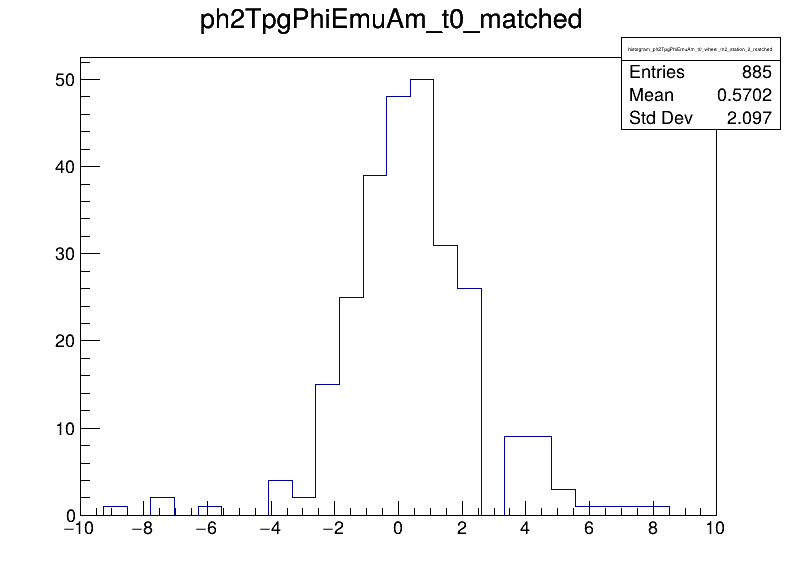 ph2TpgPhiEmuAm_t0_matched
histogram_ph2TpgPhiEmuAm_t0_wheel_m2_station_3_matched
Entries 885
Mean 0.5702
Std Dev 2.097
50
40
30
20
10
0
−10 −8 −6 −4 −2 0 2 4 6 8 10